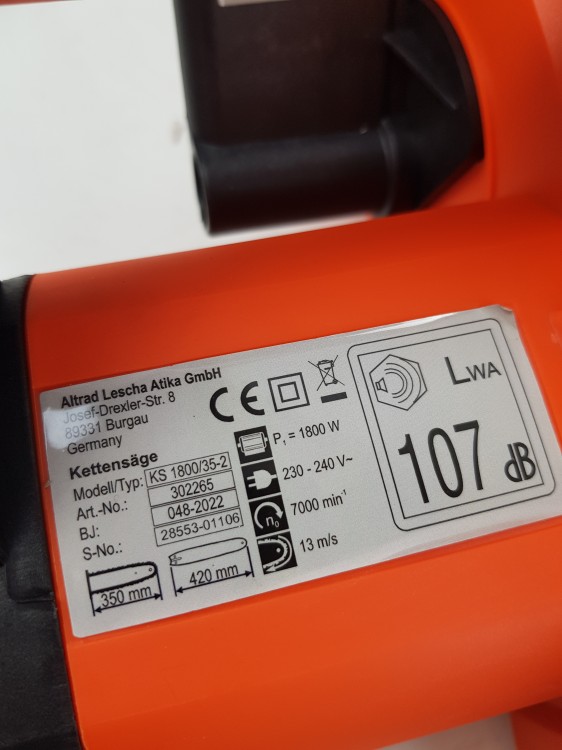 Altrad Lescha Atika GmbH
Josef-Drexler-Str. 8
89331 Burgau
Germany
Kettensäge
Modell/Typ: KS 1800/35-2
Art.-No.: 302265
BJ: 048-2022
S-No.: 28553-01106
350 mm
420 mm
CE
P₁ = 1800 W
230 - 240 V~
n₀ 7000 min⁻¹
13 m/s
LWA
107 dB